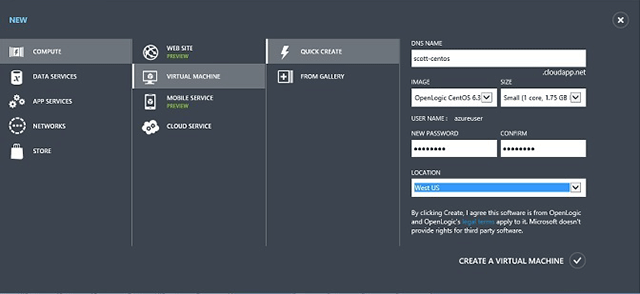 NEW
COMPUTE
DATA SERVICES
APP SERVICES
NETWORKS
STORE
WEB SITE
PREVIEW
VIRTUAL MACHINE
MOBILE SERVICE
PREVIEW
CLOUD SERVICE
QUICK CREATE
FROM GALLERY
DNS NAME
scott-centos
.cloudapp.net
IMAGE SIZE
OpenLogic CentOS 6.3 Small (1 core, 1.75 GB
USER NAME : azureuser
NEW PASSWORD CONFIRM
•••••••• ••••••••
LOCATION
West US
By clicking Create, I agree this software is from OpenLogic
and OpenLogic's legal terms apply to it. Microsoft doesn't
provide rights for third party software.
CREATE A VIRTUAL MACHINE